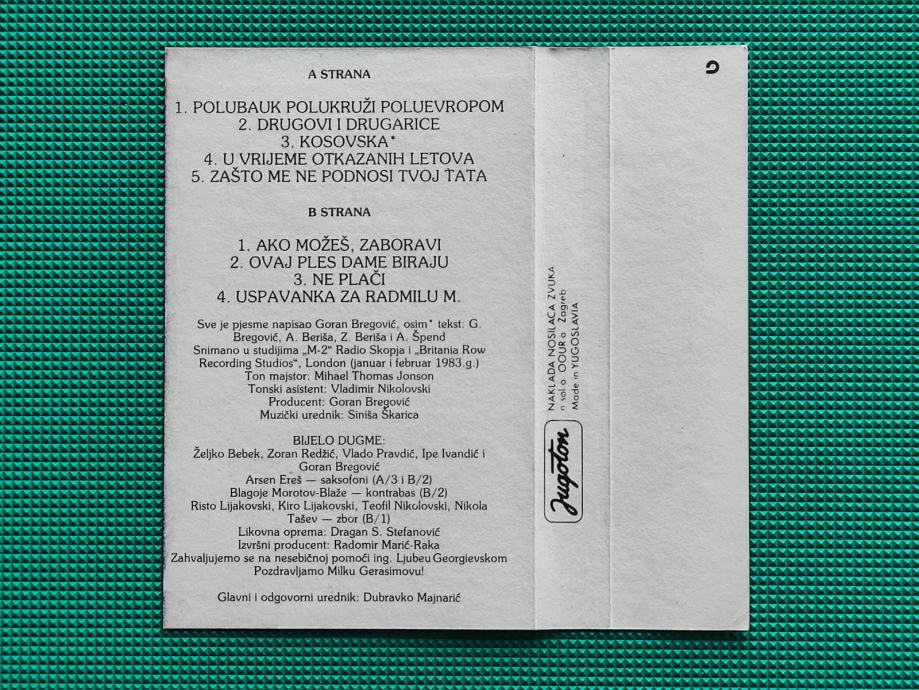 A STRANA
1. POLUBAUK POLUKRUŽI POLUEVROPOM
2. DRUGOVI I DRUGARICE
3. KOSOVSKA*
4. U VRIJEME OTKAZANIH LETOVA
5. ZAŠTO ME NE PODNOSI TVOJ TATA
B STRANA
1. AKO MOŽEŠ, ZABORAVI
2. OVAJ PLES DAME BIRAJU
3. NE PLAČI
4. USPAVANKA ZA RADMILU M.
Sve je pjesme napisao Goran Bregović, osim* tekst: G.
Bregović, A. Beriša, Z. Beriša i A. Špend
Snimano u studijima „M-2" Radio Skopja i „Britania Row
Recording Studios", London (januar i februar 1983.g.)
Ton majstor: Mihael Thomas Jonson
Tonski asistent: Vladimir Nikolovski
Producent: Goran Bregović
Muzički urednik: Siniša Škarica
BIJELO DUGME:
Željko Bebek, Zoran Redžić, Vlado Pravdić, Ipe Ivandić i
Goran Bregović
Arsen Ereš — saksofoni (A/3 i B/2)
Blagoje Morotov-Blaže — kontrabas (B/2)
Risto Lijakovski, Kiro Lijakovski, Teofil Nikolovski, Nikola
Tašev — zbor (B/1)
Likovna oprema: Dragan S. Stefanović
Izvršni producent: Radomir Marić-Raka
Zahvaljujemo se na nesebičnoj pomoći ing. Ljubeu Georgievskom
Pozdravljamo Milku Gerasimovu!
Glavni i odgovorni urednik: Dubravko Majnarić
Jugoton
NAKLADA NOSILACA ZVUKA
n sol o OOUR o Zagreb
Made in YUGOSLAVIA